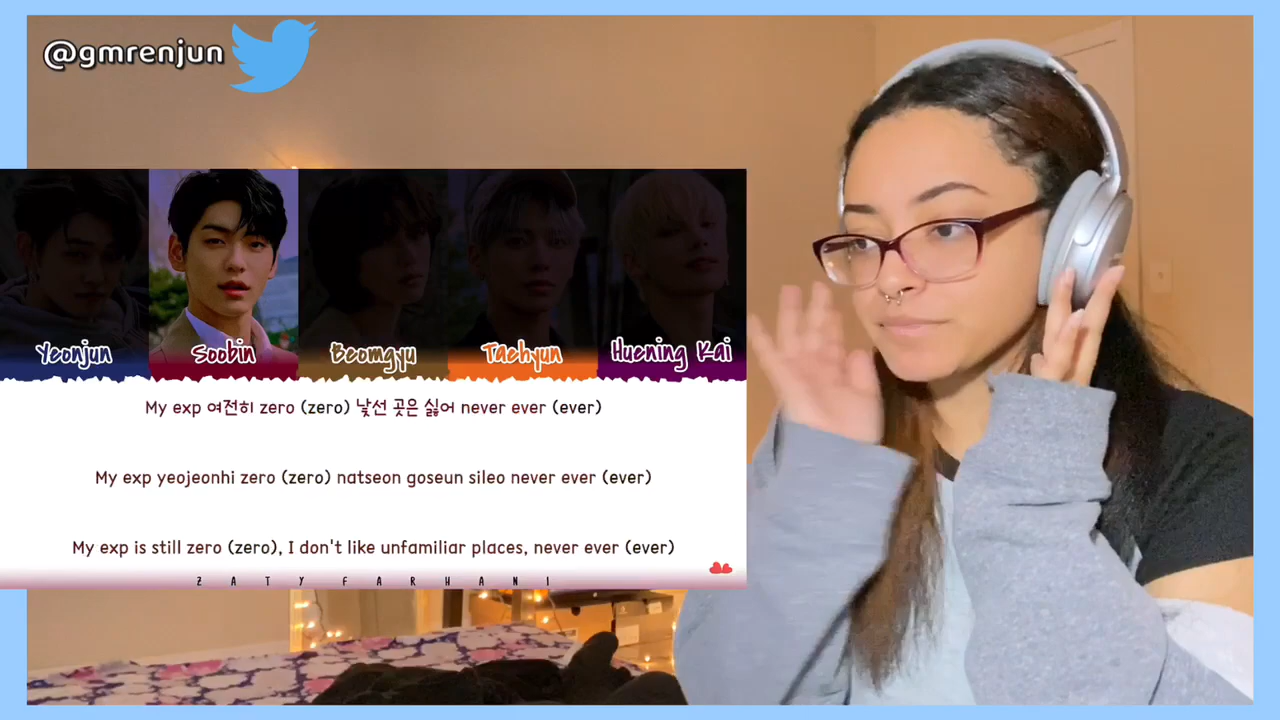 @gmrenjun
Yeonjun Soobin Beomgyu Taehyun Huening Kai
My exp 여전히 zero (zero) 낯선 곳은 싫어 never ever (ever)
My exp yeojeonhi zero (zero) natseon goseun sileo never ever (ever)
My exp is still zero (zero), I don't like unfamiliar places, never ever (ever)
ZATY FARHANI